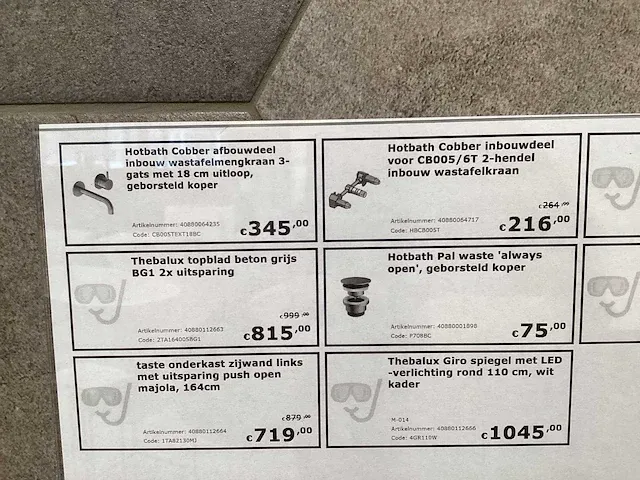 Hotbath Cobber afbouwdeel
inbouw wastafelmengkraan 3-
gats met 18 cm uitloop,
geborsteld koper
Artikelnummer: 40880064235
Code: CB005TEXT18BC
€345,00
Hotbath Cobber inbouwdeel
voor CB005/6T 2-hendel
inbouw wastafelkraan
€264,00
Artikelnummer: 40880064717
Code: HBCB005T
€216,00
Thebalux topblad beton grijs
BG1 2x uitsparing
€999,00
Artikelnummer: 40880112663
Code: 2TA164005BG1
€815,00
Hotbath Pal waste 'always
open', geborsteld koper
Artikelnummer: 40880001898
Code: P708BC
€75,00
taste onderkast zijwand links
met uitsparing push open
majola, 164cm
€879,00
Artikelnummer: 40880112664
Code: 1TA82130MJ
€719,00
Thebalux Giro spiegel met LED
-verlichting rond 110 cm, wit
kader
M-014
Artikelnummer: 40880112666
Code: 4GR110W
€1045,00